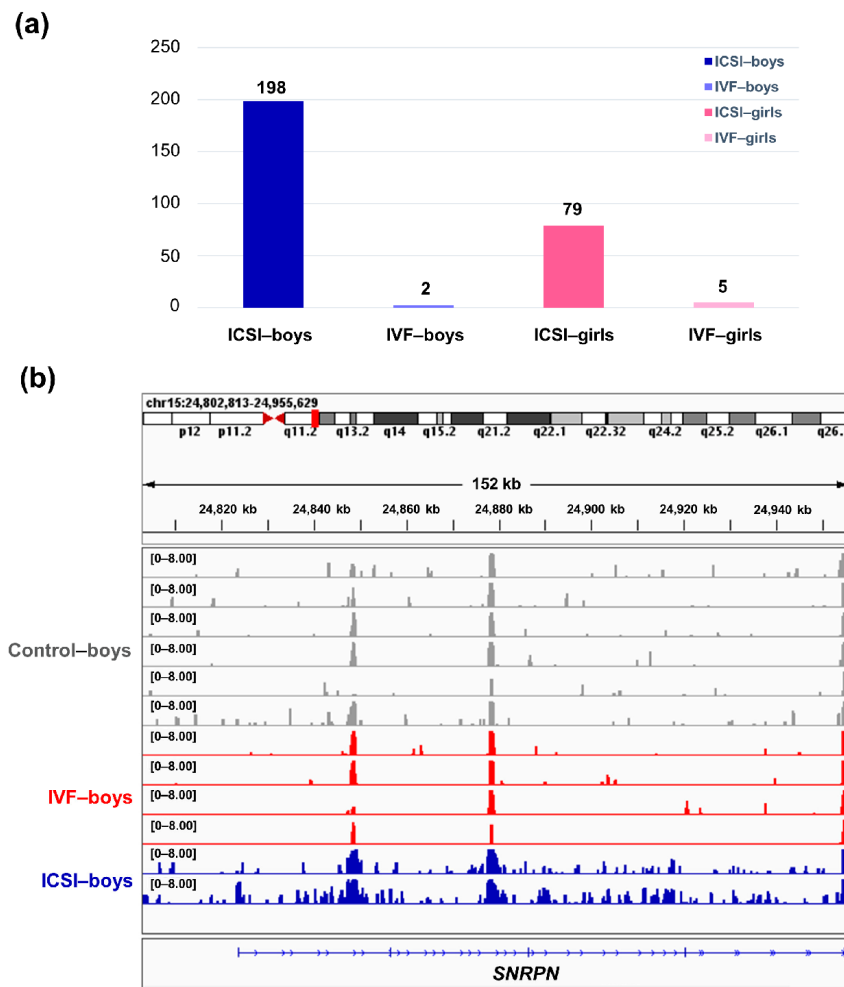 (a)
250
200
150
100
50
0
198
2
79
5
ICSI–boys
IVF–boys
ICSI–girls
IVF–girls
ICSI–boys IVF–boys ICSI–girls IVF–girls
(b)
chr15:24,802,813-24,955,629
p12 p11.2 q11.2 q13.2 q14 q15.2 q21.2 q22.1 q22.32 q24.2 q25.2 q26.1 q26.
152 kb
24,820 kb 24,840 kb 24,860 kb 24,880 kb 24,900 kb 24,920 kb 24,940 kb
[0–8.00]
[0–8.00]
[0–8.00]
Control–boys
[0–8.00]
[0–8.00]
[0–8.00]
[0–8.00]
[0–8.00]
IVF–boys
[0–8.00]
[0–8.00]
[0–8.00]
ICSI–boys
[0–8.00]
SNRPN